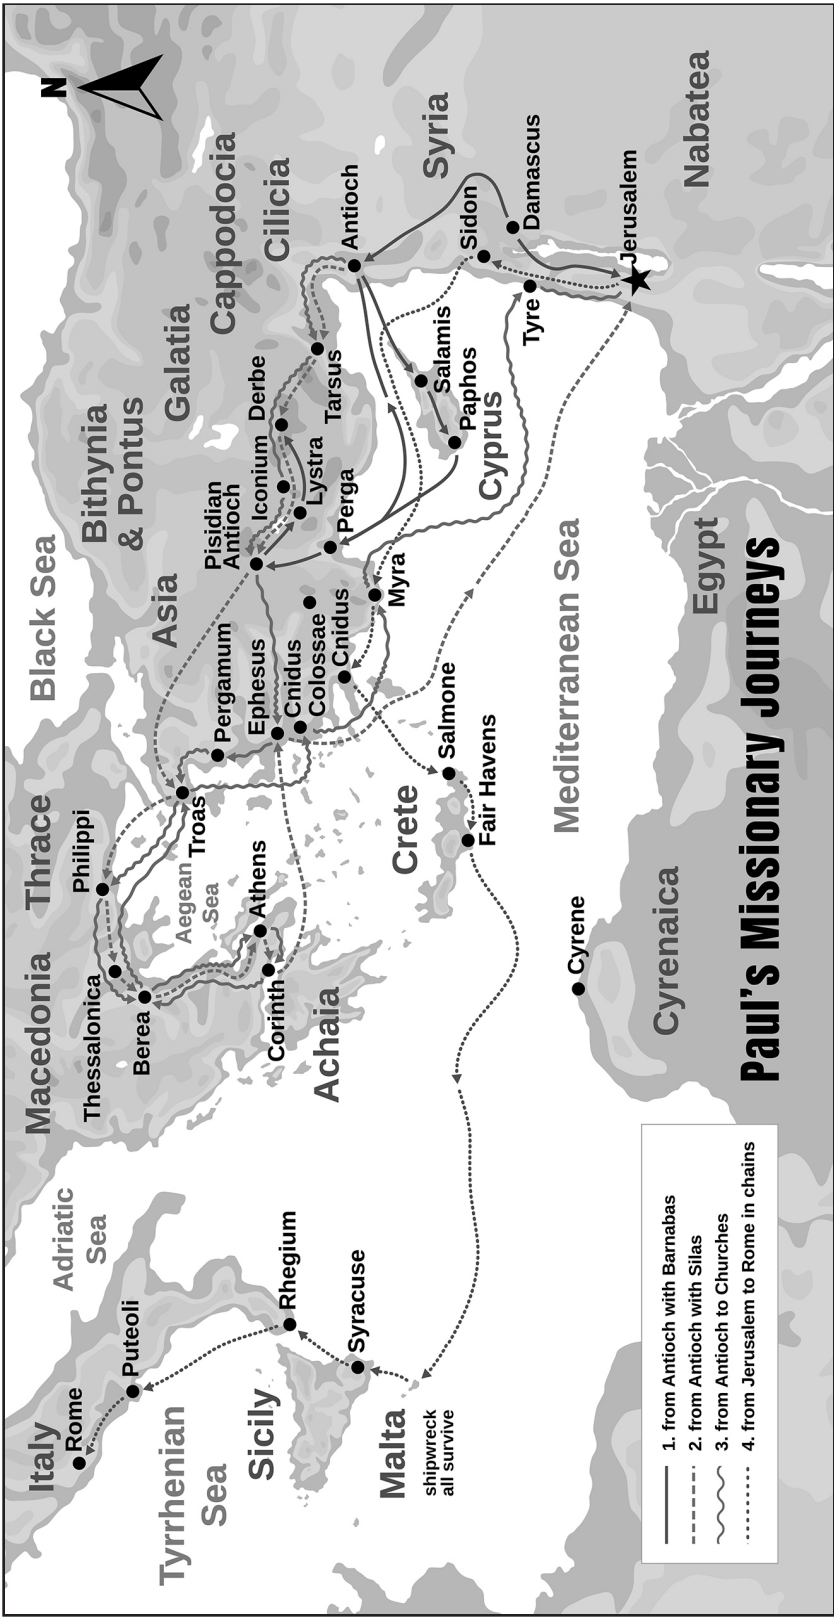 Paul's Missionary Journeys
N
Italy
Rome
Puteoli
Adriatic
Sea
Tyrrhenian
Sea
Sicily
Rhegium
Syracuse
Malta
shipwreck
all survive
Macedonia
Thrace
Philippi
Thessalonica
Berea
Aegean
Sea
Athens
Corinth
Achaia
Troas
Crete
Salmone
Fair Havens
Black Sea
Bithynia
& Pontus
Asia
Pergamum
Ephesus
Cnidus
Colossae
Cnidus
Myra
Perga
Pisidian
Antioch
Iconium
Lystra
Derbe
Galatia
Cappodocia
Cilicia
Tarsus
Antioch
Syria
Salamis
Paphos
Cyprus
Sidon
Damascus
Tyre
Jerusalem
Nabatea
Mediterranean Sea
Egypt
Cyrene
Cyrenaica
1. from Antioch with Barnabas
2. from Antioch with Silas
3. from Antioch to Churches
4. from Jerusalem to Rome in chains